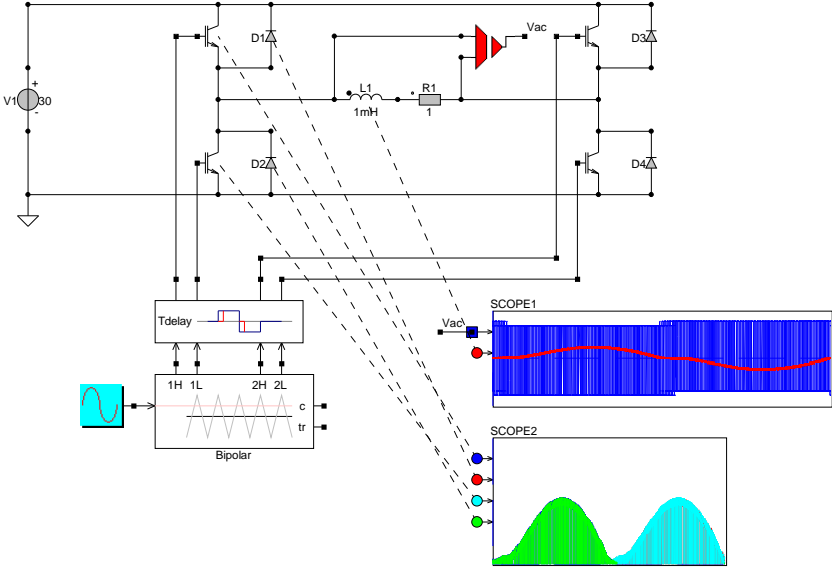 Vac
D1
D3
V1
+
30
-
L1
R1
1mH
1
D2
D4
SCOPE1
Tdelay
Vac
1H 1L 2H 2L
c
tr
SCOPE2
Bipolar